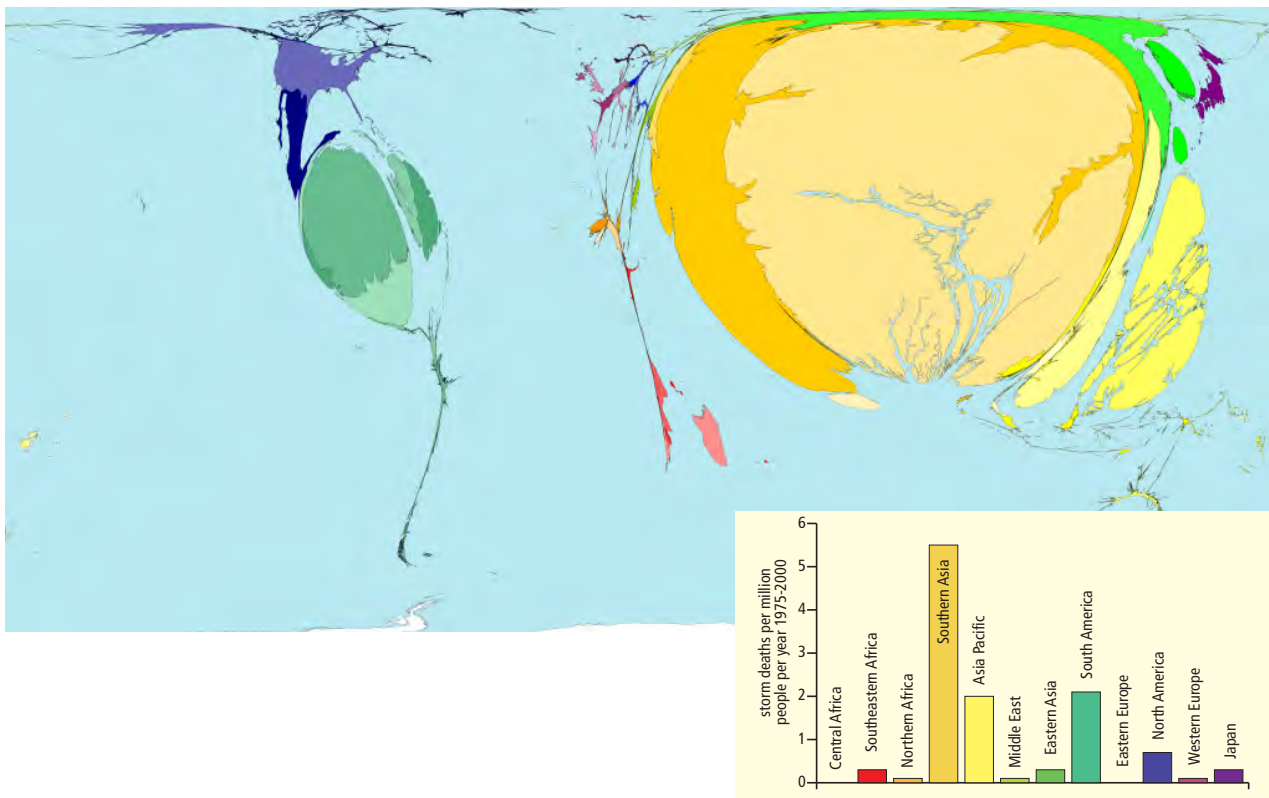 storm deaths per million
people per year 1975-2000
6
5
4
3
2
1
0
Central Africa
Southeastern Africa
Northern Africa
Southern Asia
Asia Pacific
Middle East
Eastern Asia
South America
Eastern Europe
North America
Western Europe
Japan